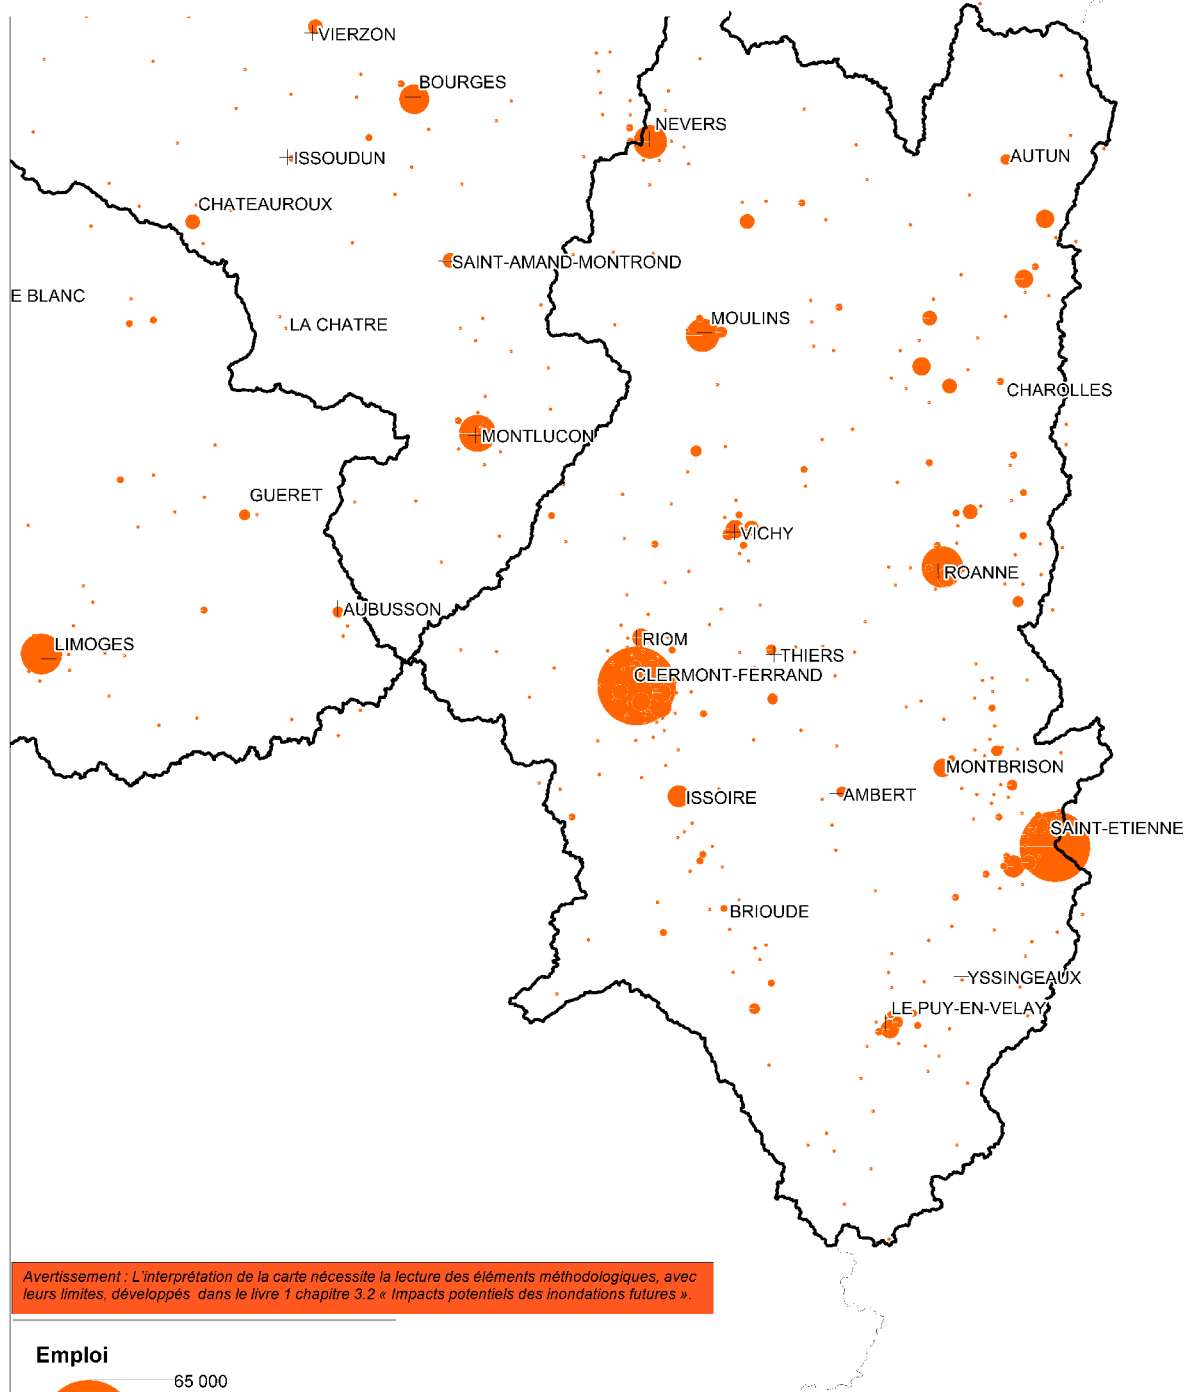 VIERZON
BOURGES
NEVERS
ISSOUDUN
AUTUN
CHATEAUROUX
SAINT-AMAND-MONTROND
E BLANC
LA CHATRE
MOULINS
CHAROLLES
MONTLUCON
GUERET
VICHY
ROANNE
AUBUSSON
LIMOGES
RIOM
THIERS
CLERMONT-FERRAND
MONTBRISON
ISSOIRE
AMBERT
SAINT-ETIENNE
BRIOUDE
YSSINGEAUX
LE PUY-EN-VELAY
Avertissement : L'interprétation de la carte nécessite la lecture des éléments méthodologiques, avec
leurs limites, développés dans le livre 1 chapitre 3.2 « Impacts potentiels des inondations futures ».
Emploi
65 000